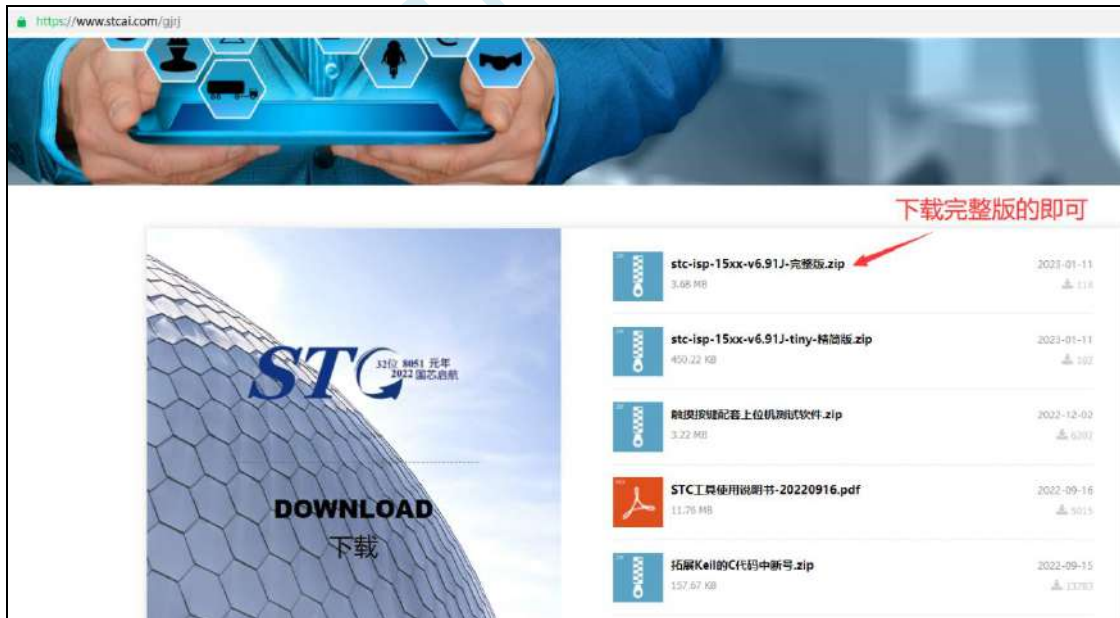 https://www.stcai.com/gjrj
下载完整版的即可
stc-isp-15xx-v6.91J-完整版.zip
2023-01-11
3.68 MB
118
stc-isp-15xx-v6.91J-tiny-精简版.zip
2023-01-11
450.22 KB
102
触摸按键配套上位机测试软件.zip
2022-12-02
3.22 MB
6392
STC工具使用说明书-20220916.pdf
2022-09-16
11.76 MB
5015
拓展Keil的C代码中断号.zip
2022-09-15
157.67 KB
13783
STC
32位 8051 元年
2022 国芯启航
DOWNLOAD
下载